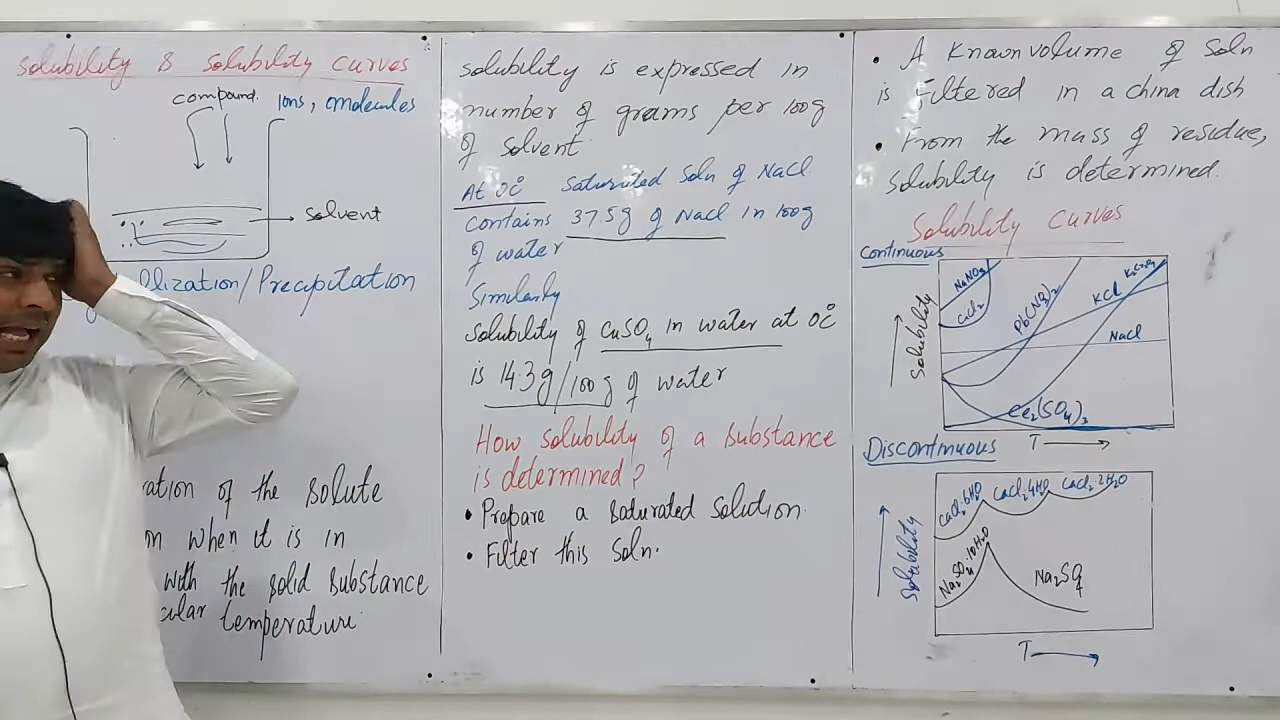 Solubility & Solubility curves
compound. Ions, molecules
solvent
llization/Precipitation
ration of the solute
n when it is in
with the solid substance
cular temperature
Solubility is expressed in
number of grams per 100g
of solvent
At 0°C Saturated Soln of NaCl
contains 37.5g of NaCl in 100g
of water
Similarly
Solubility of CuSO4 in water at 0°C
is 14.3g/100g of water
How solubility of a substance
is determined?
• Prepare a saturated solution.
• Filter this Soln.
• A Known volume of Soln
is Filtered in a china dish
• From the mass of residue,
solubility is determined.
Solubility Curves
Continuous
Solubility
NaNO3
CaCl2
Pb(NO3)2
KCl
NaCl
Ce2(SO4)3
T
Discontinuous
Solubility
CaCl2.6H2O
CaCl2.4H2O
CaCl2.2H2O
Na2SO4.10H2O
Na2SO4
T